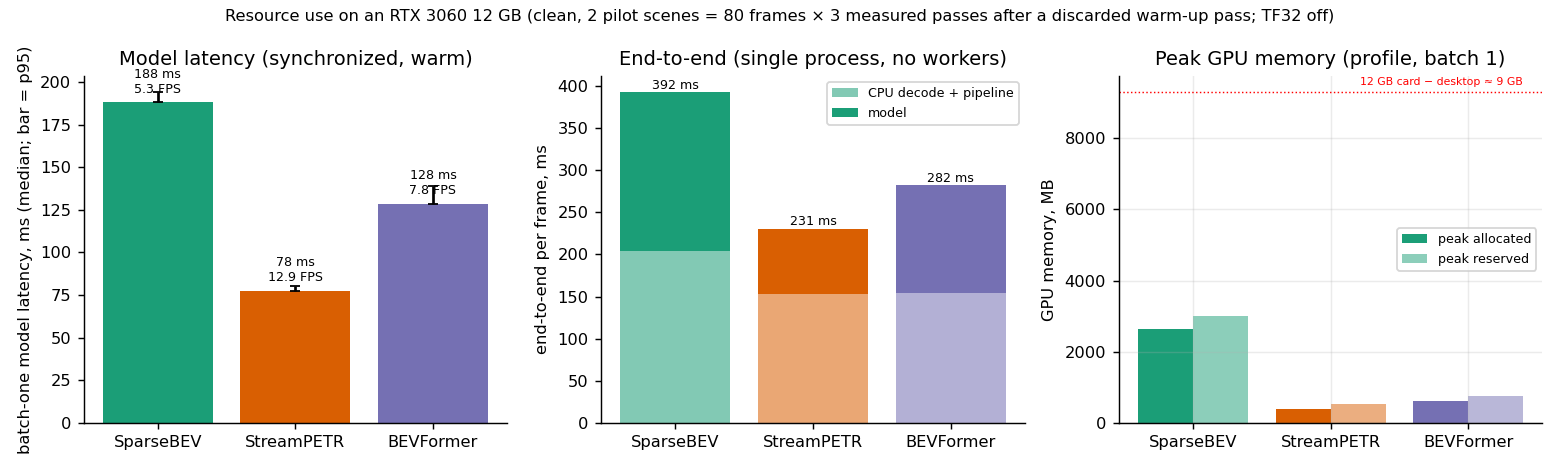 Resource use on an RTX 3060 12 GB (clean, 2 pilot scenes = 80 frames × 3 measured passes after a discarded warm-up pass; TF32 off)
Model latency (synchronized, warm)
batch-one model latency, ms (median; bar = p95)
200
175
150
125
100
75
50
25
0
188 ms
5.3 FPS
78 ms
12.9 FPS
128 ms
7.8 FPS
SparseBEV
StreamPETR
BEVFormer
End-to-end (single process, no workers)
end-to-end per frame, ms
400
350
300
250
200
150
100
50
0
392 ms
231 ms
282 ms
CPU decode + pipeline
model
SparseBEV
StreamPETR
BEVFormer
Peak GPU memory (profile, batch 1)
GPU memory, MB
8000
6000
4000
2000
0
12 GB card − desktop ≈ 9 GB
peak allocated
peak reserved
SparseBEV
StreamPETR
BEVFormer